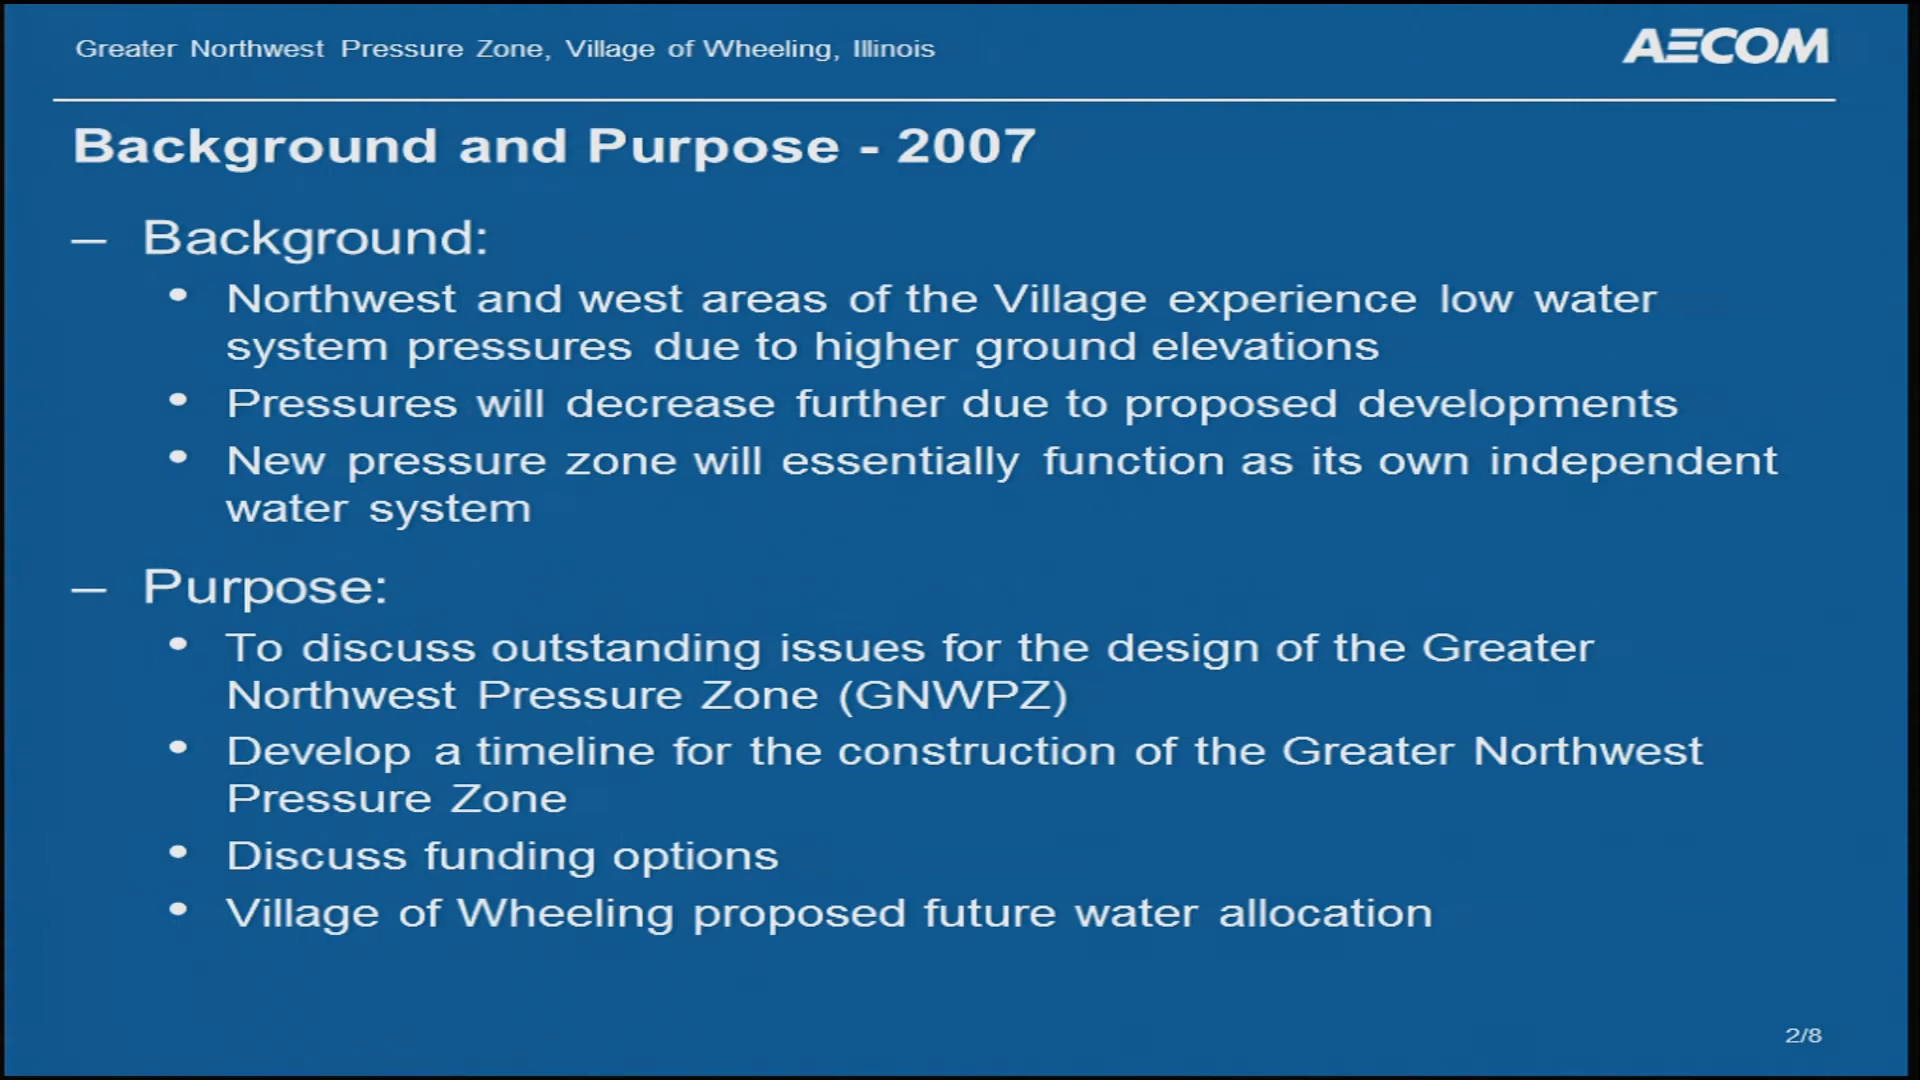 Greater Northwest Pressure Zone, Village of Wheeling, Illinois
AECOM
Background and Purpose - 2007
– Background:
• Northwest and west areas of the Village experience low water
system pressures due to higher ground elevations
• Pressures will decrease further due to proposed developments
• New pressure zone will essentially function as its own independent
water system
– Purpose:
• To discuss outstanding issues for the design of the Greater
Northwest Pressure Zone (GNWPZ)
• Develop a timeline for the construction of the Greater Northwest
Pressure Zone
• Discuss funding options
• Village of Wheeling proposed future water allocation
2/8